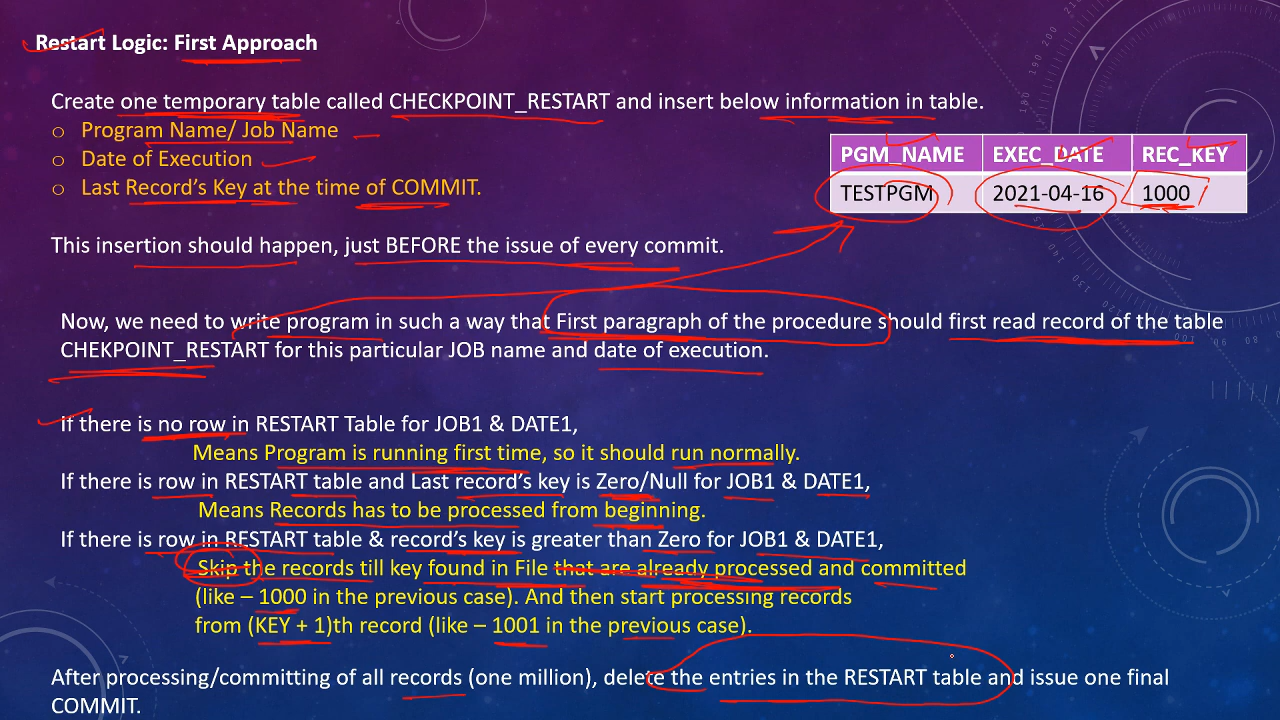 Restart Logic: First Approach
Create one temporary table called CHECKPOINT_RESTART and insert below information in table.
o Program Name/ Job Name
o Date of Execution
o Last Record's Key at the time of COMMIT.
PGM_NAME EXEC_DATE REC_KEY
TESTPGM 2021-04-16 1000
This insertion should happen, just BEFORE the issue of every commit.
Now, we need to write program in such a way that First paragraph of the procedure should first read record of the table
CHEKPOINT_RESTART for this particular JOB name and date of execution.
If there is no row in RESTART Table for JOB1 & DATE1,
Means Program is running first time, so it should run normally.
If there is row in RESTART table and Last record's key is Zero/Null for JOB1 & DATE1,
Means Records has to be processed from beginning.
If there is row in RESTART table & record's key is greater than Zero for JOB1 & DATE1,
Skip the records till key found in File that are already processed and committed
(like – 1000 in the previous case). And then start processing records
from (KEY + 1)th record (like – 1001 in the previous case).
After processing/committing of all records (one million), delete the entries in the RESTART table and issue one final
COMMIT.